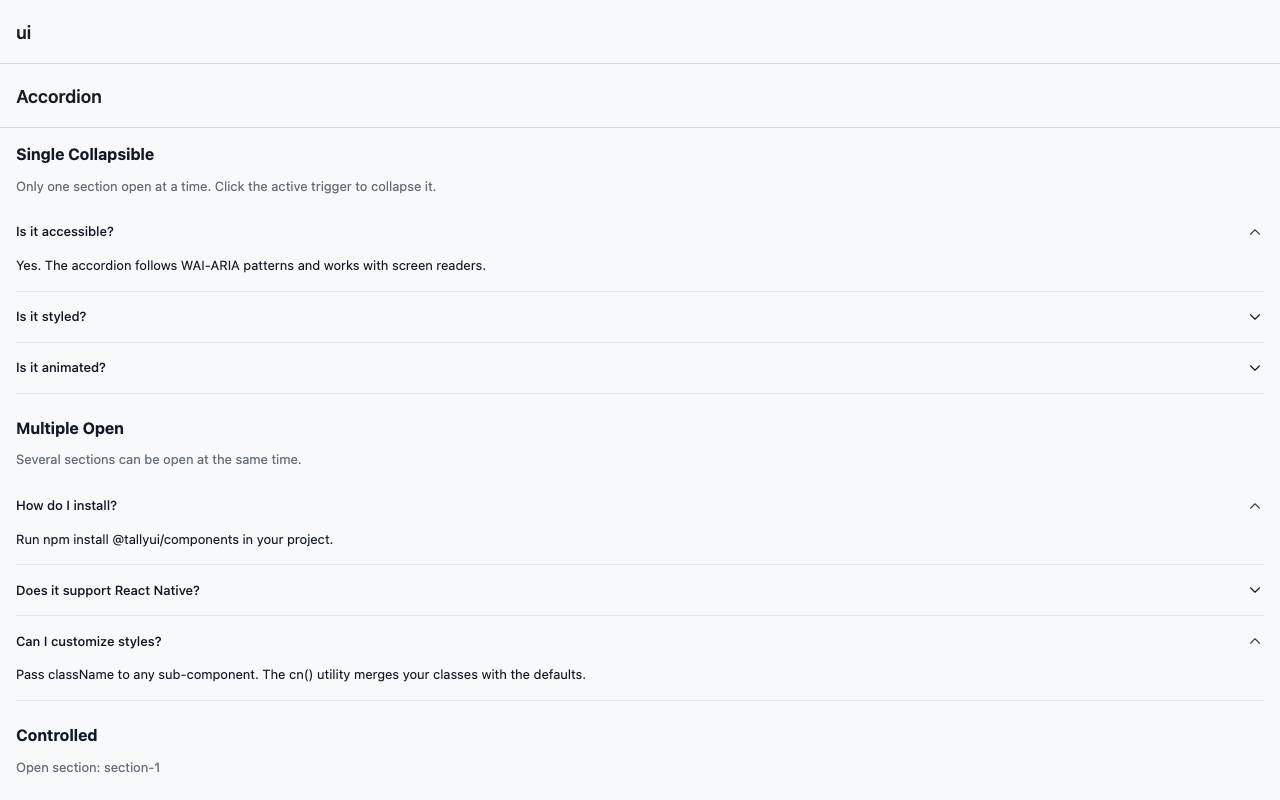 ui
Accordion
Single Collapsible
Only one section open at a time. Click the active trigger to collapse it.
Is it accessible?
Yes. The accordion follows WAI-ARIA patterns and works with screen readers.
Is it styled?
Is it animated?
Multiple Open
Several sections can be open at the same time.
How do I install?
Run npm install @tallyui/components in your project.
Does it support React Native?
Can I customize styles?
Pass className to any sub-component. The cn() utility merges your classes with the defaults.
Controlled
Open section: section-1